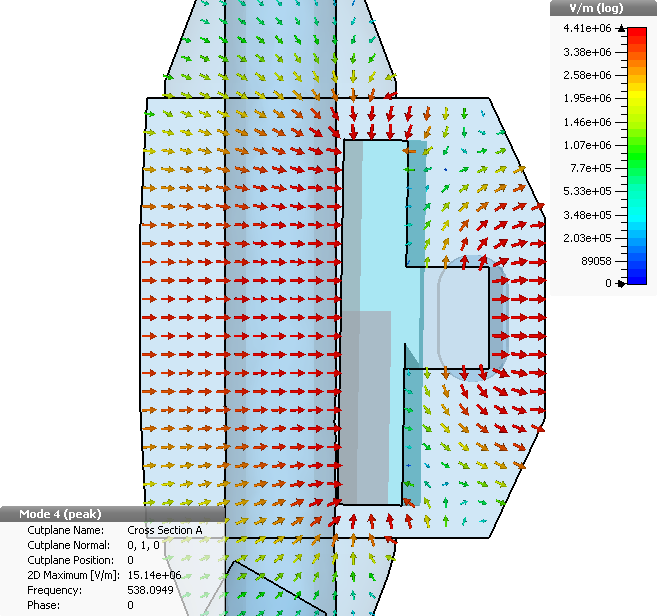 V/m (log)
4.41e+06
3.38e+06
2.58e+06
1.95e+06
1.46e+06
1.07e+06
7.7e+05
5.33e+05
3.48e+05
2.03e+05
89058
0
Mode 4 (peak)
Cutplane Name: Cross Section A
Cutplane Normal: 0, 1, 0
Cutplane Position: 0
2D Maximum [V/m]: 15.14e+06
Frequency: 538.0949
Phase: 0